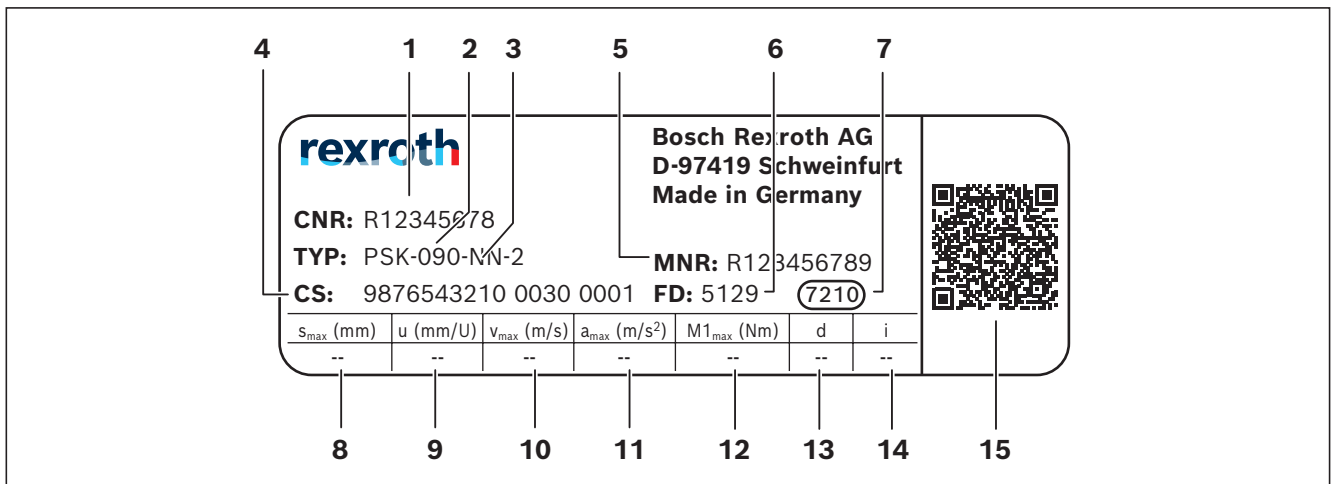 4 1 2 3 5 6 7
rexroth
Bosch Rexroth AG
D-97419 Schweinfurt
Made in Germany
CNR: R12345678
TYP: PSK-090-NN-2
MNR: R123456789
CS: 9876543210 0030 0001 FD: 5129 7210
smax (mm) u (mm/U) vmax (m/s) amax (m/s²) M1max (Nm) d i
-- -- -- -- -- -- --
8 9 10 11 12 13 14 15